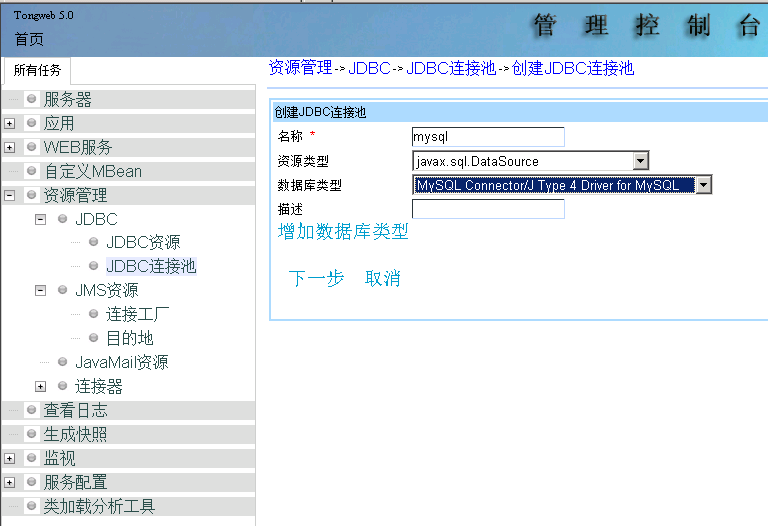 Tongweb 5.0
首页
管理控制台
所有任务
服务器
应用
WEB服务
自定义MBean
资源管理
JDBC
JDBC资源
JDBC连接池
JMS资源
连接工厂
目的地
JavaMail资源
连接器
查看日志
生成快照
监视
服务配置
类加载分析工具
资源管理->JDBC->JDBC连接池->创建JDBC连接池
创建JDBC连接池
名称 * mysql
资源类型 javax.sql.DataSource
数据库类型 MySQL Connector/J Type 4 Driver for MySQL
描述
增加数据库类型
下一步 取消